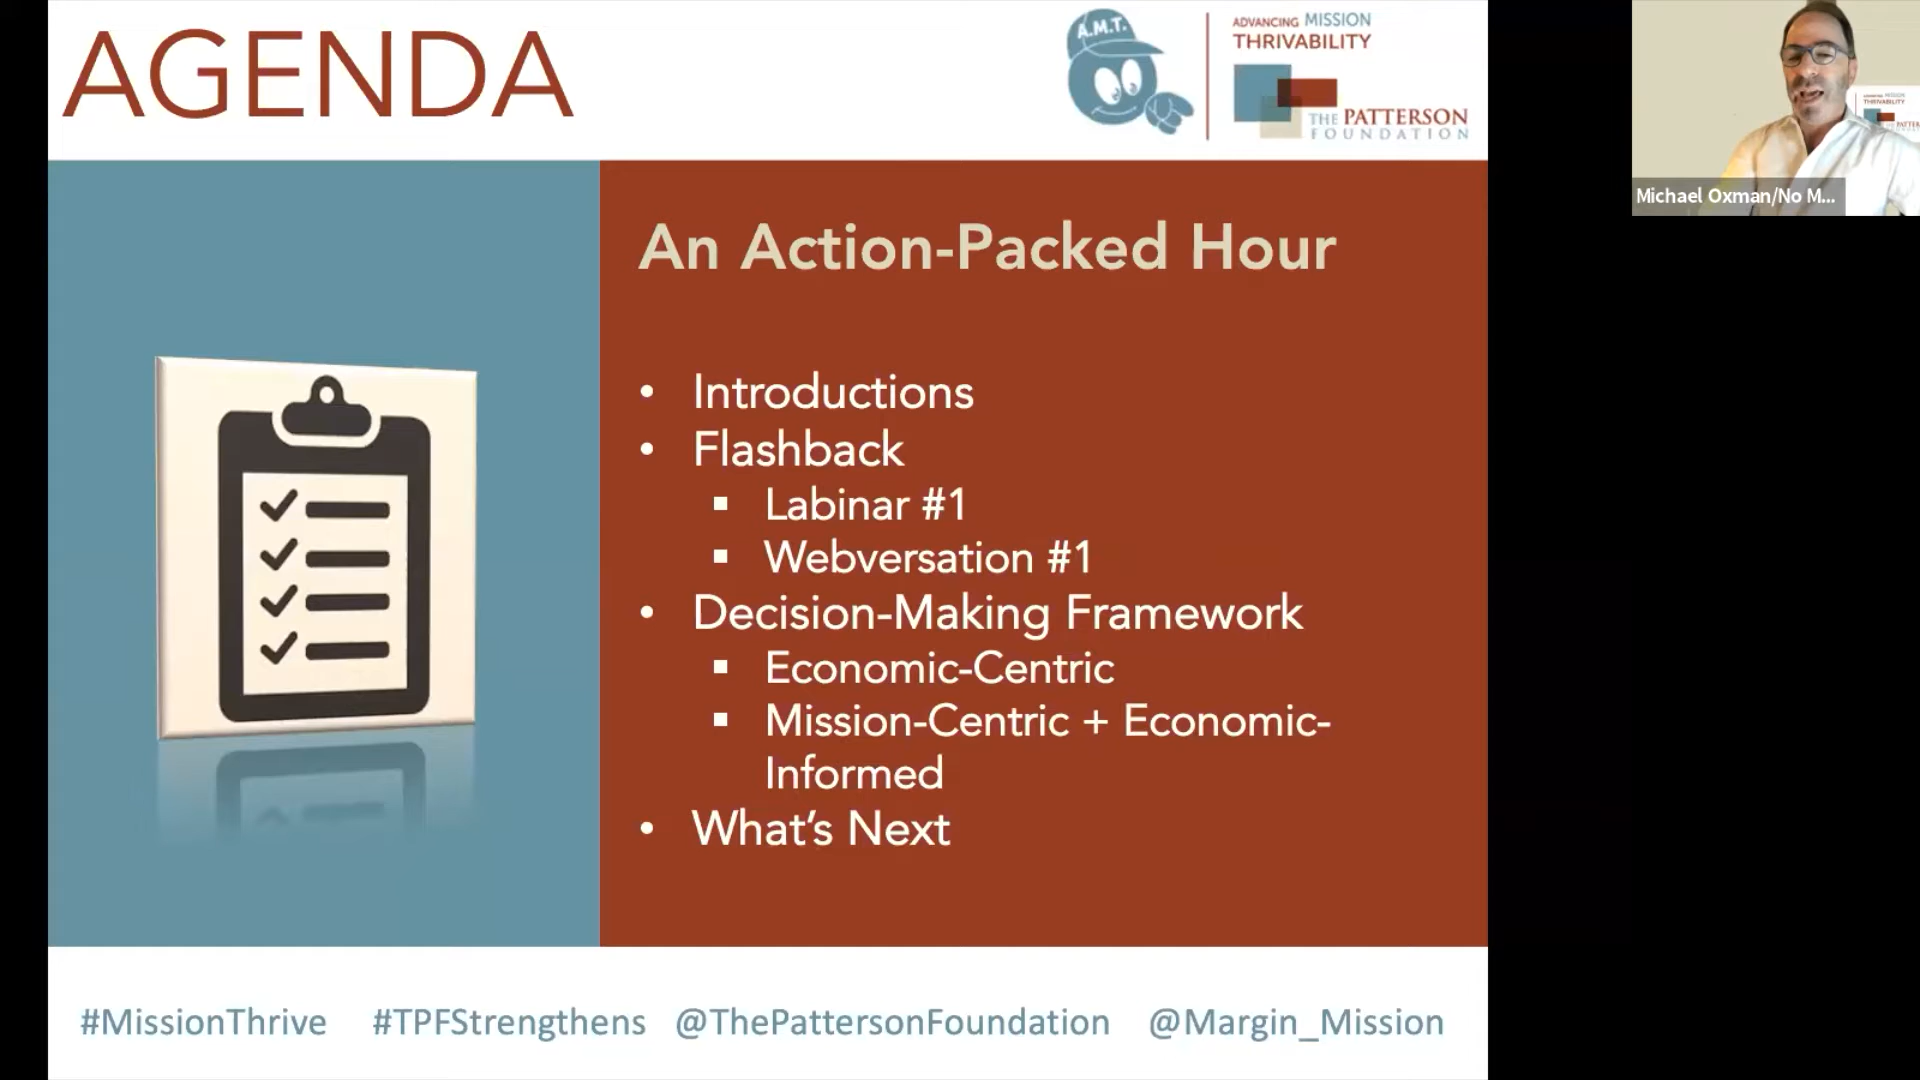 AGENDA
A.M.T.
ADVANCING MISSION
THRIVABILITY
THE PATTERSON
FOUNDATION
An Action-Packed Hour
• Introductions
• Flashback
▪ Labinar #1
▪ Webversation #1
• Decision-Making Framework
▪ Economic-Centric
▪ Mission-Centric + Economic-
Informed
• What's Next
#MissionThrive #TPFStrengthens @ThePattersonFoundation @Margin_Mission
THRIVABILITY
Michael Oxman/No M...